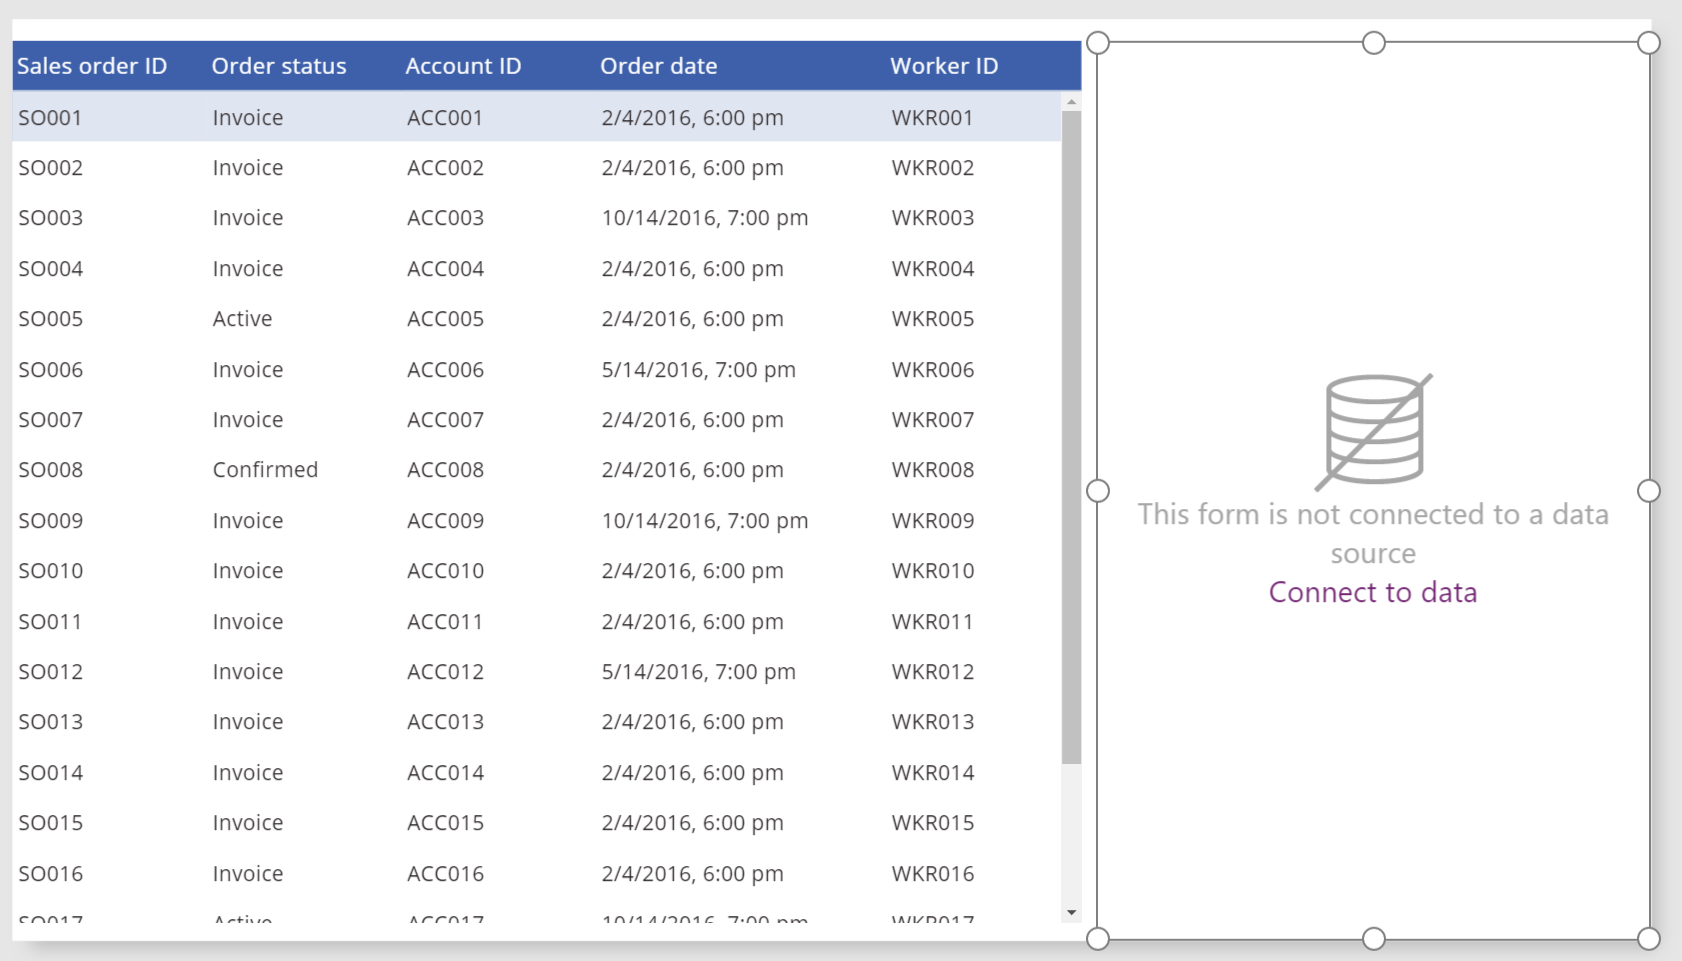 Sales order ID Order status Account ID Order date Worker ID
SO001 Invoice ACC001 2/4/2016, 6:00 pm WKR001
SO002 Invoice ACC002 2/4/2016, 6:00 pm WKR002
SO003 Invoice ACC003 10/14/2016, 7:00 pm WKR003
SO004 Invoice ACC004 2/4/2016, 6:00 pm WKR004
SO005 Active ACC005 2/4/2016, 6:00 pm WKR005
SO006 Invoice ACC006 5/14/2016, 7:00 pm WKR006
SO007 Invoice ACC007 2/4/2016, 6:00 pm WKR007
SO008 Confirmed ACC008 2/4/2016, 6:00 pm WKR008
SO009 Invoice ACC009 10/14/2016, 7:00 pm WKR009
SO010 Invoice ACC010 2/4/2016, 6:00 pm WKR010
SO011 Invoice ACC011 2/4/2016, 6:00 pm WKR011
SO012 Invoice ACC012 5/14/2016, 7:00 pm WKR012
SO013 Invoice ACC013 2/4/2016, 6:00 pm WKR013
SO014 Invoice ACC014 2/4/2016, 6:00 pm WKR014
SO015 Invoice ACC015 2/4/2016, 6:00 pm WKR015
SO016 Invoice ACC016 2/4/2016, 6:00 pm WKR016
SO017 Active ACC017 10/14/2016, 7:00 pm WKR017
This form is not connected to a data
source
Connect to data